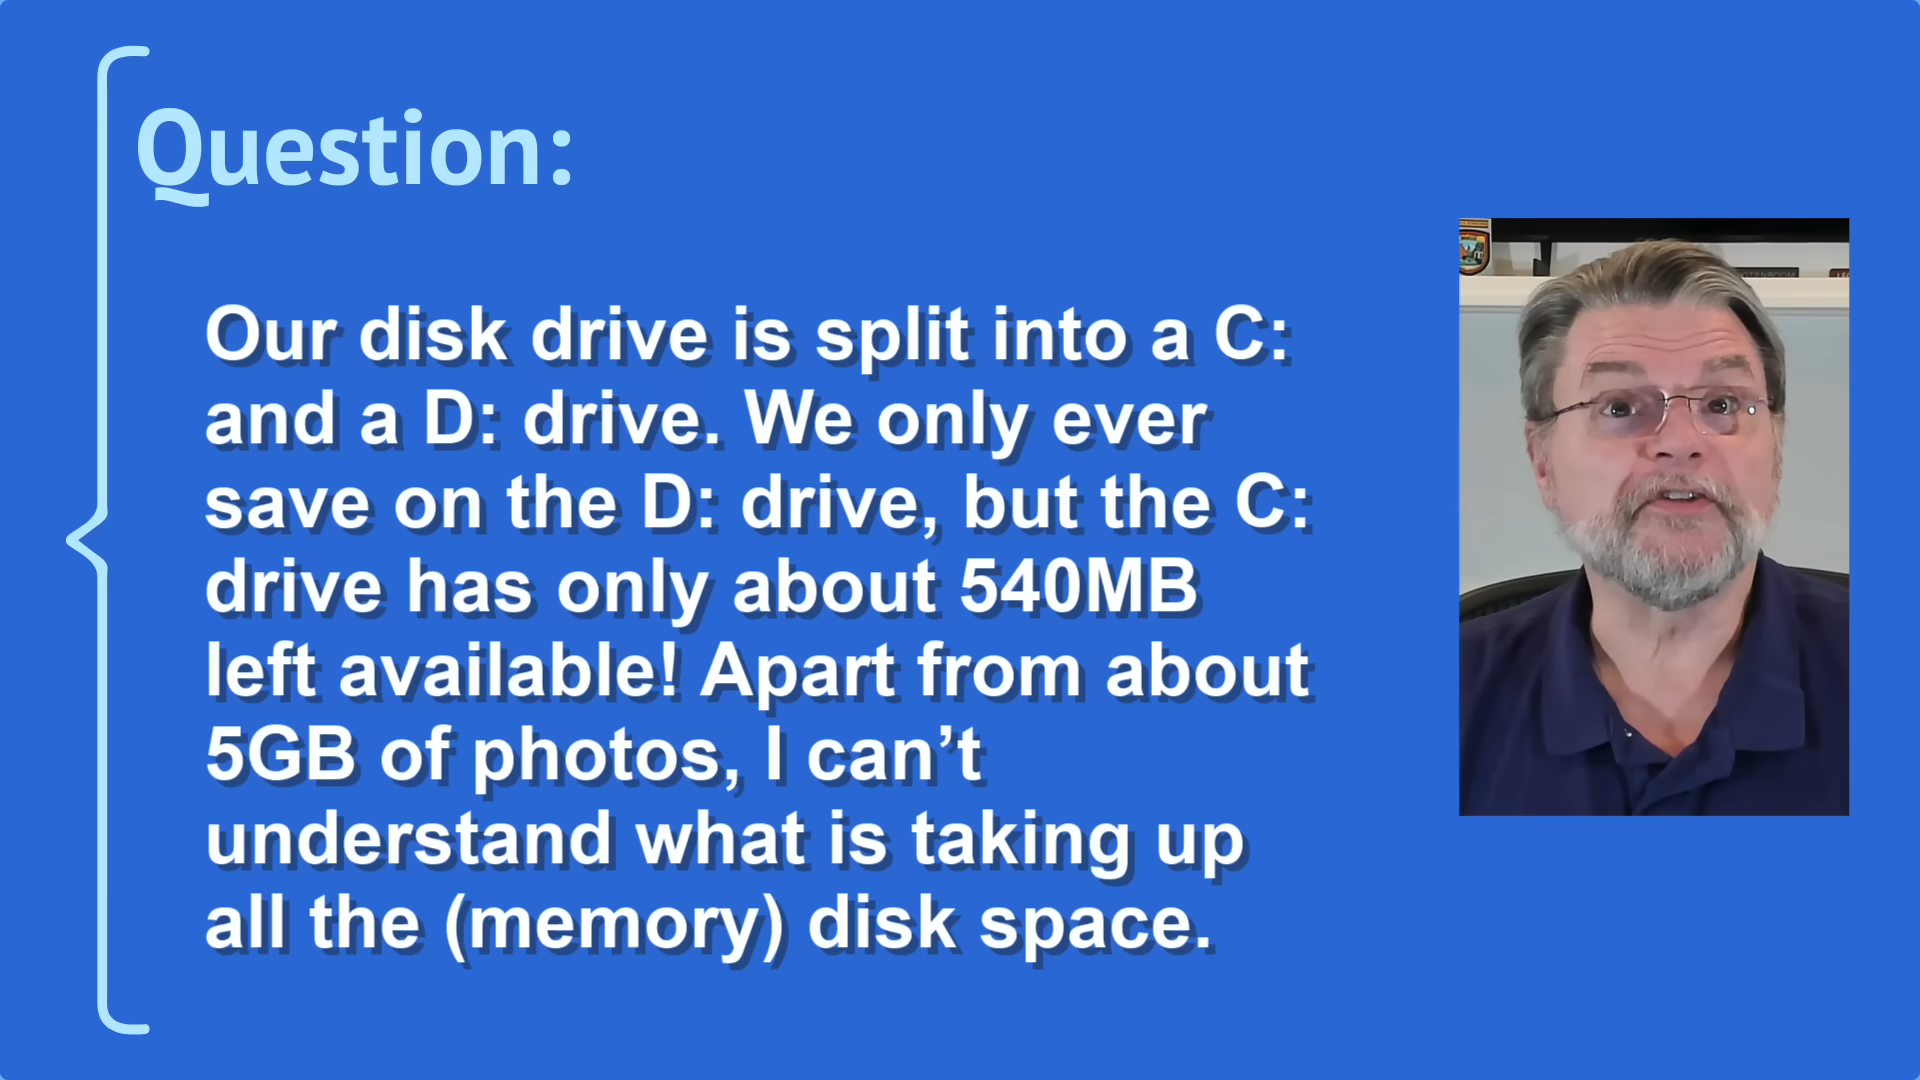 Question:
Our disk drive is split into a C:
and a D: drive. We only ever
save on the D: drive, but the C:
drive has only about 540MB
left available! Apart from about
5GB of photos, I can’t
understand what is taking up
all the (memory) disk space.